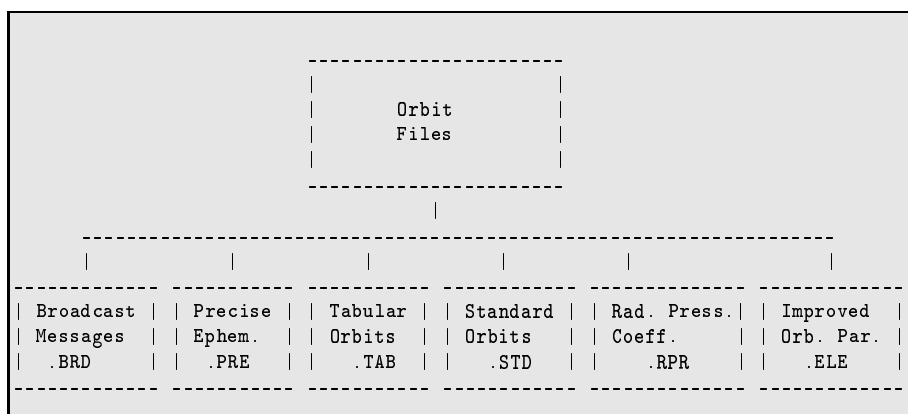 Orbit
Files
Broadcast Precise Tabular Standard Rad. Press. Improved
Messages Ephem. Orbits Orbits Coeff. Orb. Par.
.BRD .PRE .TAB .STD .RPR .ELE